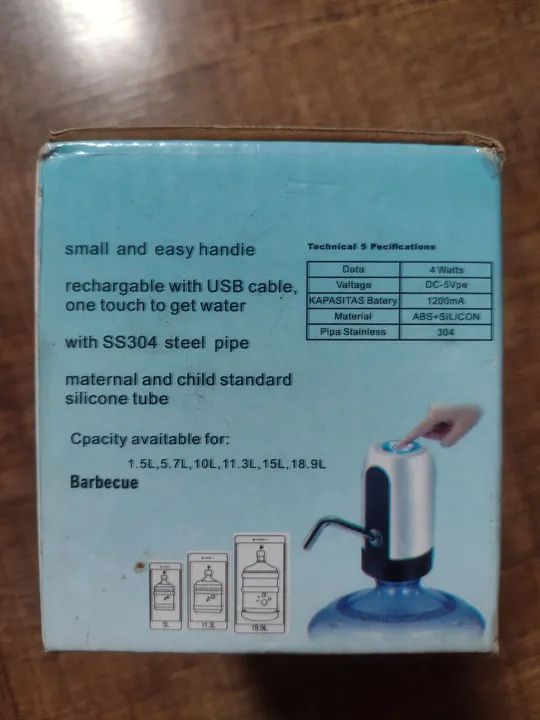 small and easy handie
rechargable with USB cable,
one touch to get water
with SS304 steel pipe
maternal and child standard
silicone tube
Cpacity available for:
1.5L,5.7L,10L,11.3L,15L,18.9L
Barbecue
Technical 5 Pecifications
Data 4 Watts
Valtage DC-5Vpe
KAPASITAS Batery 1200mA
Material ABS+SILICON
Pipa Stainless 304
5L 11.3L 18.9L